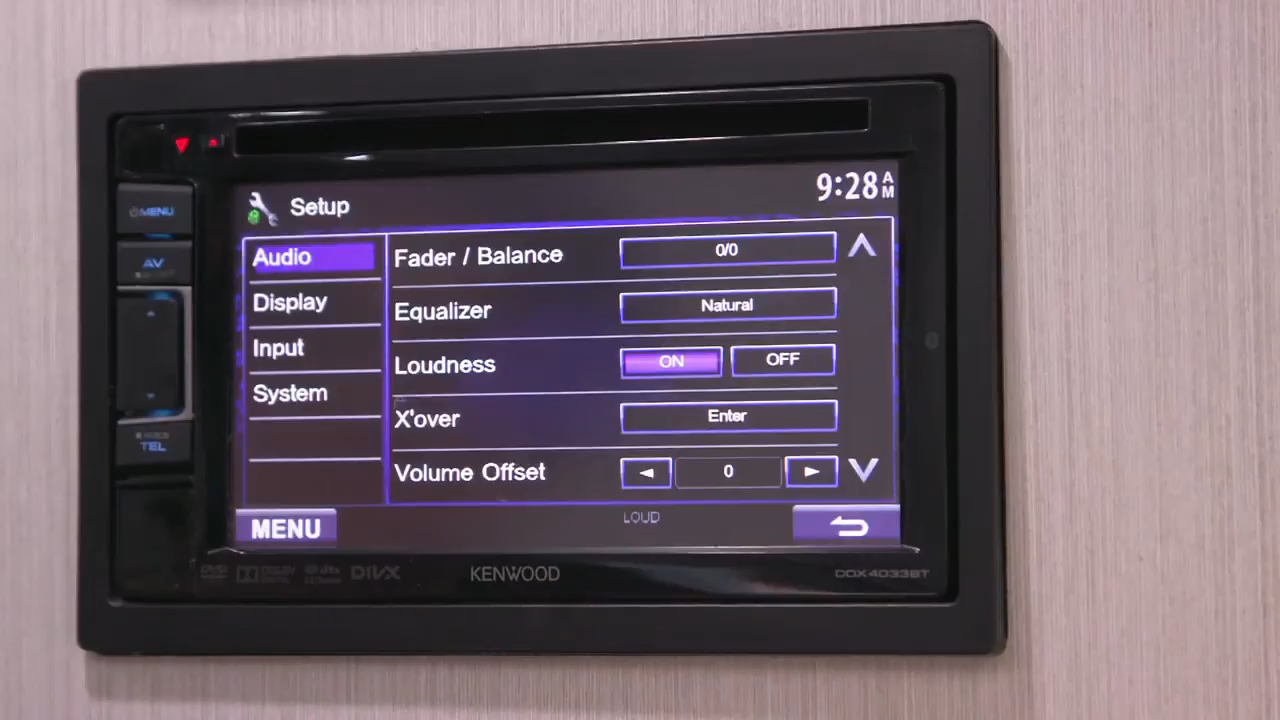 9:28 AM
Setup
MENU
AV
TEL
Audio
Display
Input
System
Fader / Balance 0/0
Equalizer Natural
Loudness ON OFF
X'over Enter
Volume Offset ◄ 0 ►
MENU
LOUD
DIVX
KENWOOD
DDX4033BT